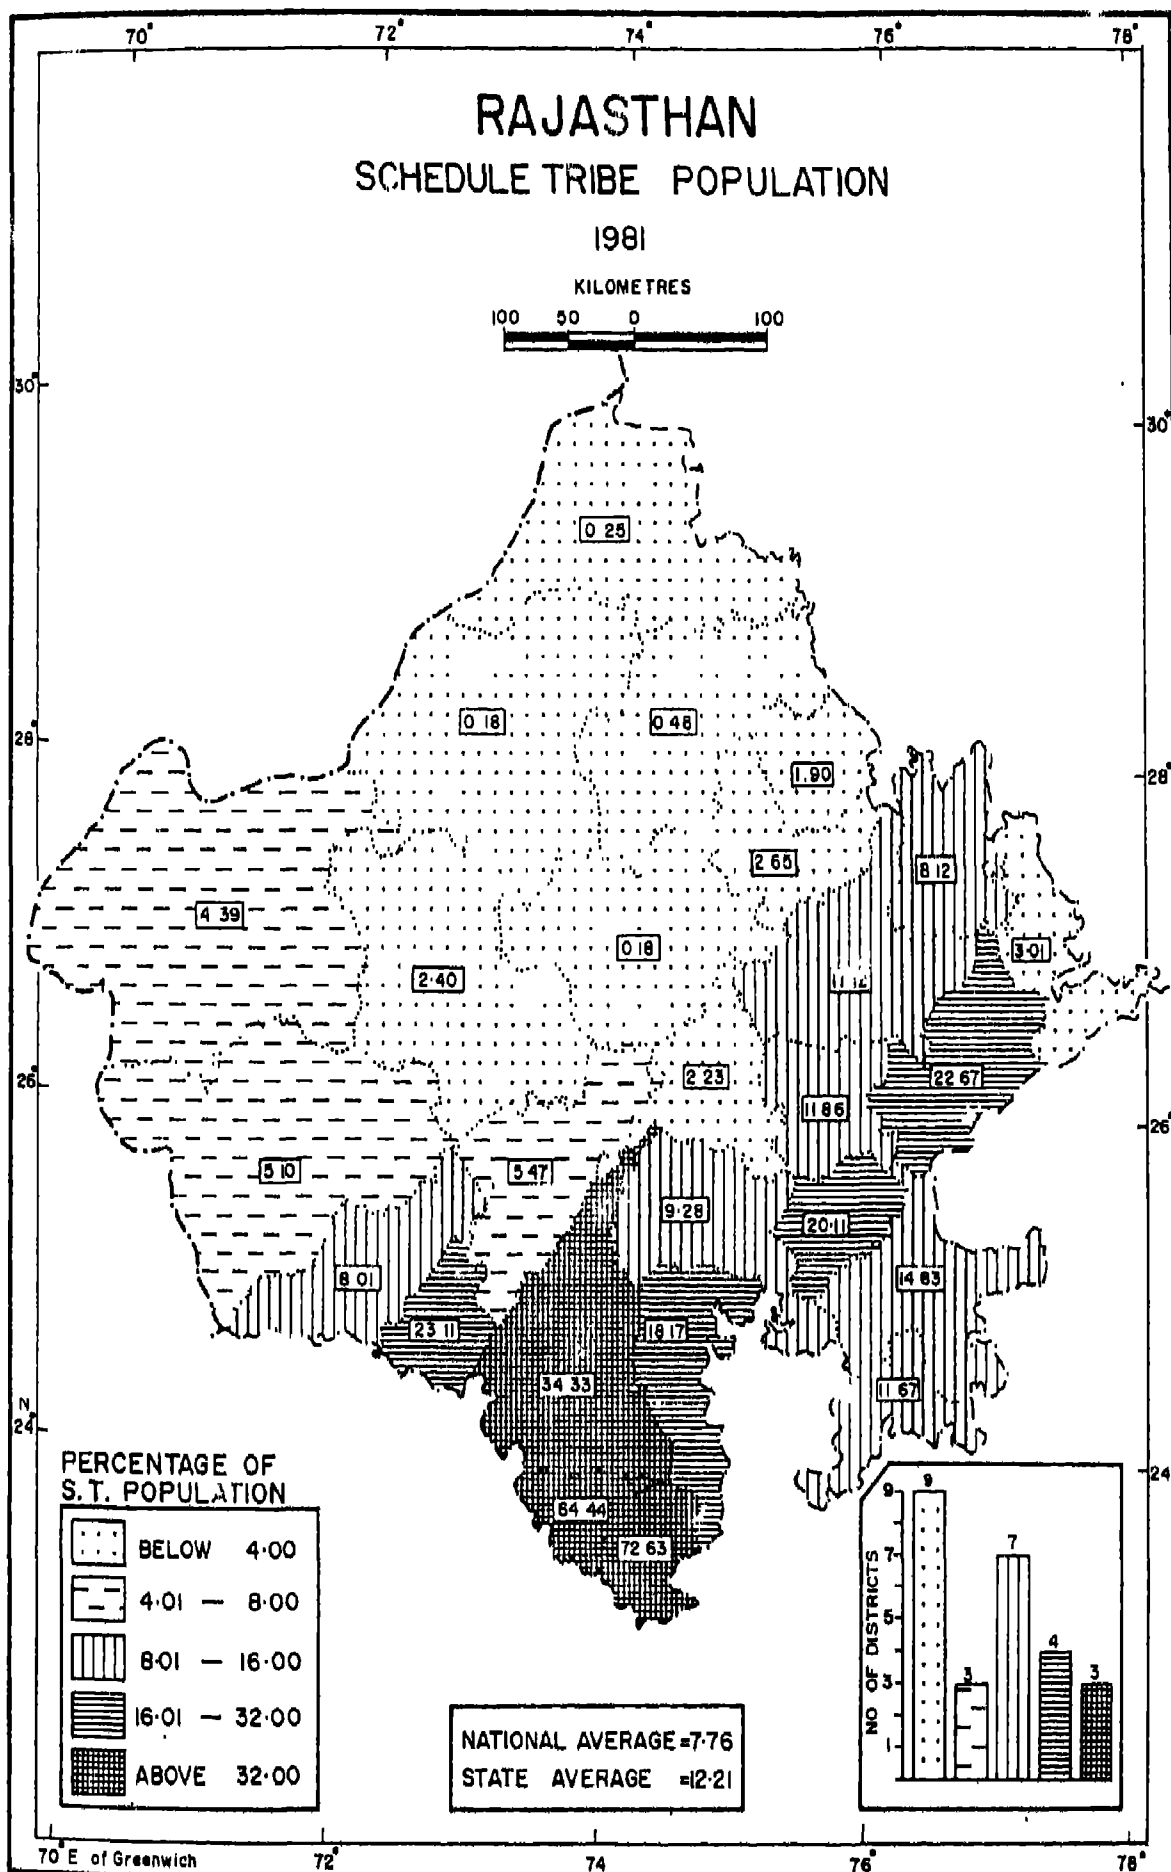 70° 72° 74° 76° 78°
RAJASTHAN
SCHEDULE TRIBE POPULATION
1981
KILOMETRES
100 50 0 100
30°
30°
0 25
0 18
0 48
28°
1.90
28°
2 65
8 12
4 39
0 18
3.01
2.40
11 12
26°
2 23
22 67
11 86
26°
5 10
5 47
9.28
20.11
8 01
14 83
23 11
18 17
34 33
11 67
N
24°
24°
64 44
72 63
PERCENTAGE OF
S.T. POPULATION
BELOW 4.00
4.01 — 8.00
8.01 — 16.00
16.01 — 32.00
ABOVE 32.00
NATIONAL AVERAGE =7.76
STATE AVERAGE =12.21
NO OF DISTRICTS
9
7
5
3
1
9
3
7
4
3
70° E of Greenwich 72° 74° 76° 78°